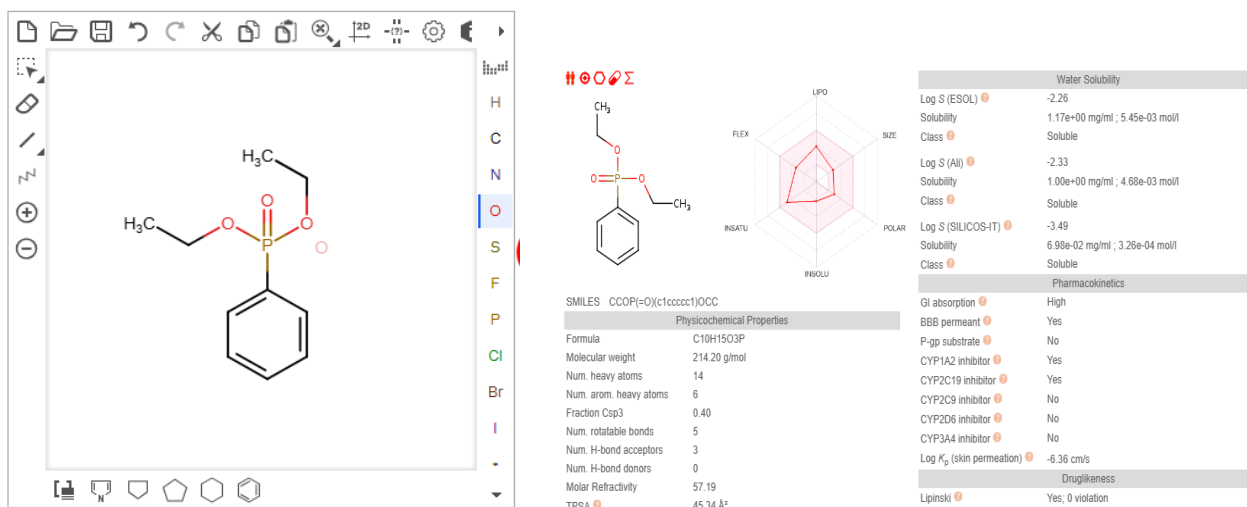 2D
H
C
N
O
S
F
P
Cl
Br
I
H₃C
O
H₃C
O
P
O
O
N
CH₃
O
O=P-O
CH₃
LIPO
FLEX
SIZE
INSATU
POLAR
INSOLU
SMILES CCOP(=O)(c1ccccc1)OCC
Physicochemical Properties
Formula C10H15O3P
Molecular weight 214.20 g/mol
Num. heavy atoms 14
Num. arom. heavy atoms 6
Fraction Csp3 0.40
Num. rotatable bonds 5
Num. H-bond acceptors 3
Num. H-bond donors 0
Molar Refractivity 57.19
TPSA ? 45.34 Å²
Water Solubility
Log S (ESOL) ? -2.26
Solubility 1.17e+00 mg/ml ; 5.45e-03 mol/l
Class ? Soluble
Log S (Ali) ? -2.33
Solubility 1.00e+00 mg/ml ; 4.68e-03 mol/l
Class ? Soluble
Log S (SILICOS-IT) ? -3.49
Solubility 6.98e-02 mg/ml ; 3.26e-04 mol/l
Class ? Soluble
Pharmacokinetics
GI absorption ? High
BBB permeant ? Yes
P-gp substrate ? No
CYP1A2 inhibitor ? Yes
CYP2C19 inhibitor ? Yes
CYP2C9 inhibitor ? No
CYP2D6 inhibitor ? No
CYP3A4 inhibitor ? No
Log Kp (skin permeation) ? -6.36 cm/s
Druglikeness
Lipinski ? Yes; 0 violation